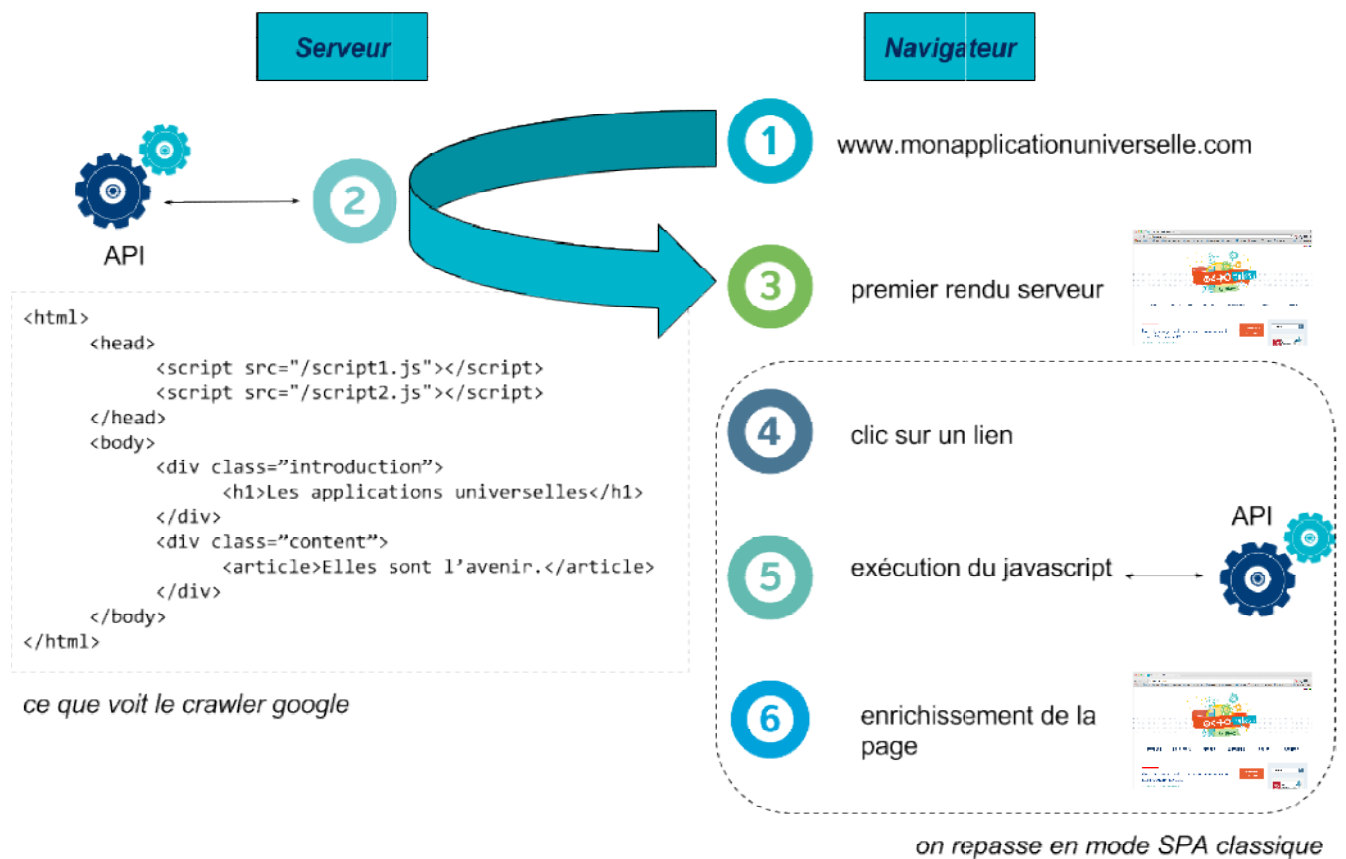 Serveur
Navigateur
1
www.monapplicationuniverselle.com
2
API
3
premier rendu serveur
<html>
<head>
<script src="/script1.js"></script>
<script src="/script2.js"></script>
</head>
<body>
<div class=”introduction”>
<h1>Les applications universelles</h1>
</div>
<div class=”content”>
<article>Elles sont l’avenir.</article>
</div>
</body>
</html>
ce que voit le crawler google
4
clic sur un lien
API
5
exécution du javascript
6
enrichissement de la
page
on repasse en mode SPA classique